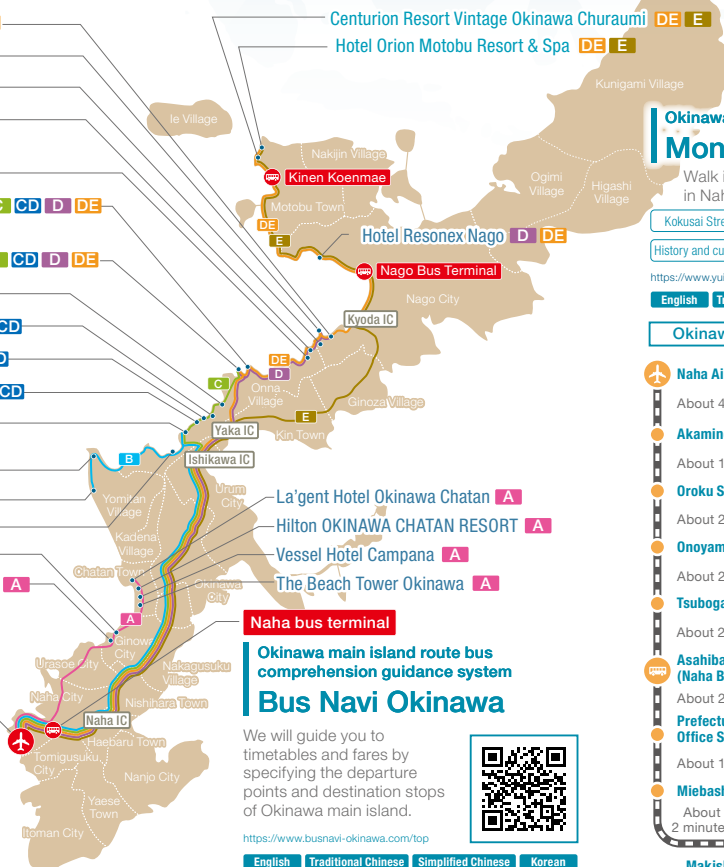 Centurion Resort Vintage Okinawa Churaumi DE E
Hotel Orion Motobu Resort & Spa DE E
Kunigami Village
Ie Village
Nakijin Village
Kinen Koenmae
Motobu Town
Ogimi
Village
Higashi
Village
DE
E
Hotel Resonex Nago D DE
Nago Bus Terminal
Nago City
Kyoda IC
CD D DE
CD D DE
CD
CD
DE
D
C
Onna
Village
Ginoza Village
E
Yaka IC
Kin Town
Ishikawa IC
B
Yomitan
Village
Urum
City
Kadena
Village
La'gent Hotel Okinawa Chatan A
Hilton OKINAWA CHATAN RESORT A
Vessel Hotel Campana A
The Beach Tower Okinawa A
Chatan Town
Okinawa
City
A
A
Ginowan
City
Urasoe City
Nakagusuku
Village
Naha City
Nishihara Town
Naha IC
Haebaru Town
Tomigusuku
City
Nanjo City
Yaese
Town
Itoman City
Naha bus terminal
Okinawa main island route bus
comprehension guidance system
Bus Navi Okinawa
We will guide you to
timetables and fares by
specifying the departure
points and destination stops
of Okinawa main island.
https://www.busnavi-okinawa.com/top
English Traditional Chinese Simplified Chinese Korean
Okinawa
Mon
Walk i
in Nah
Kokusai Stre
History and cu
https://www.yui
English Tr
Okinaw
Naha Ai
About 4
Akamin
About 1
Oroku S
About 2
Onoyam
About 2
Tsuboga
About 2
Asahiba
(Naha B
About 2
Prefectu
Office S
About 1
Miebash
About
2 minute
Makish